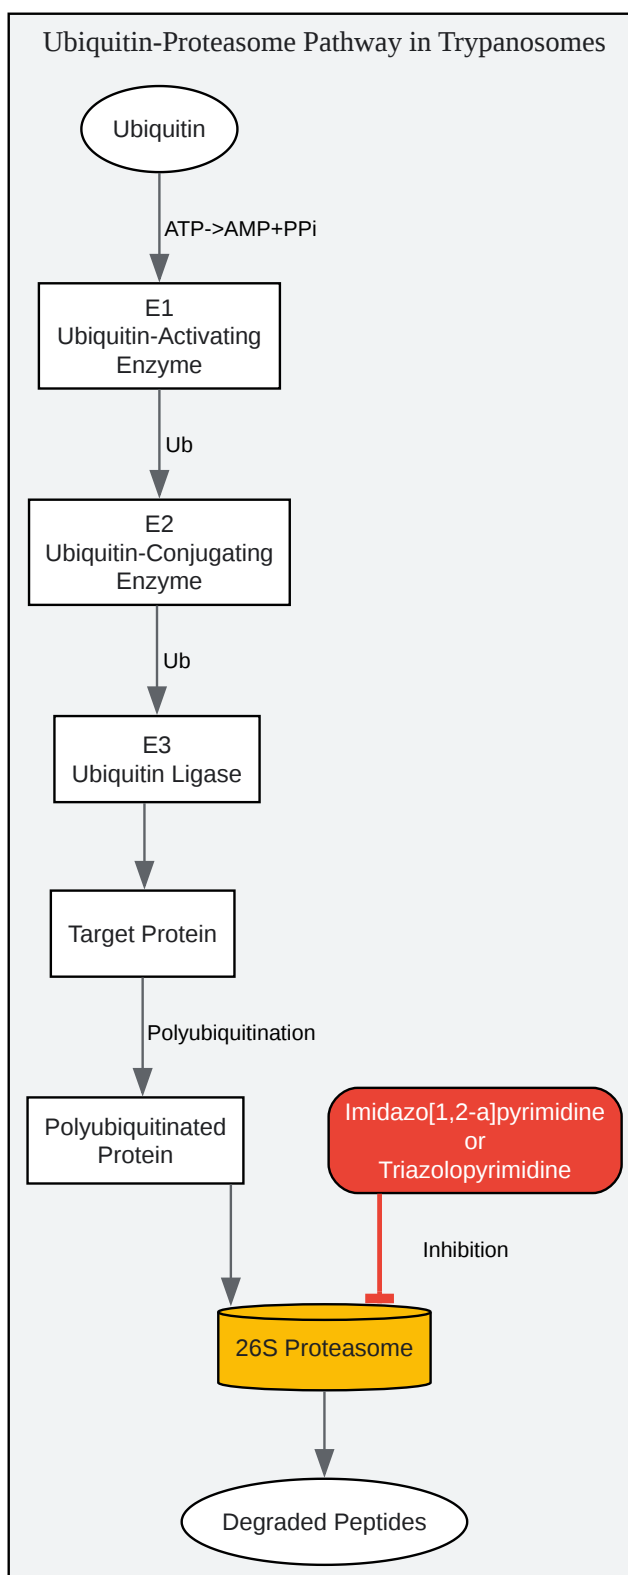 Ubiquitin-Proteasome Pathway in Trypanosomes
Ubiquitin
ATP->AMP+PPi
E1
Ubiquitin-Activating
Enzyme
Ub
E2
Ubiquitin-Conjugating
Enzyme
Ub
E3
Ubiquitin Ligase
Target Protein
Polyubiquitination
Polyubiquitinated
Protein
Imidazo[1,2-a]pyrimidine
or
Triazolopyrimidine
Inhibition
26S Proteasome
Degraded Peptides